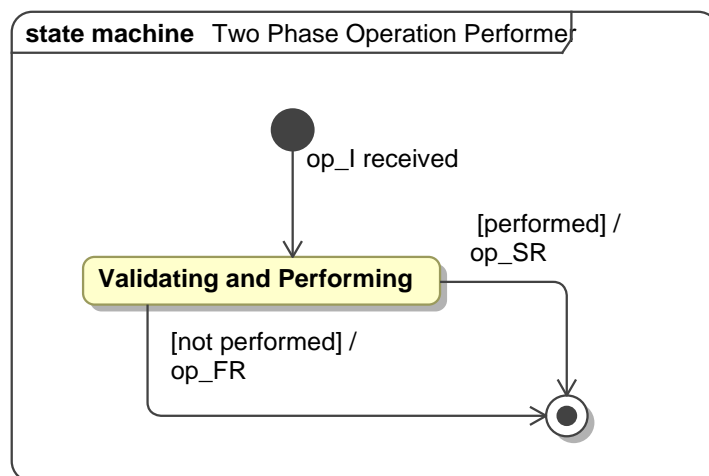 state machine Two Phase Operation Performer
op_I received
[performed] /
op_SR
Validating and Performing
[not performed] /
op_FR